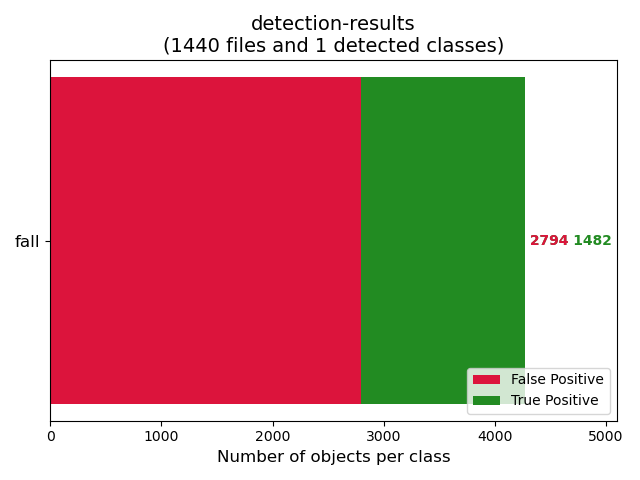 detection-results
(1440 files and 1 detected classes)
fall
2794 1482
False Positive
True Positive
0 1000 2000 3000 4000 5000
Number of objects per class